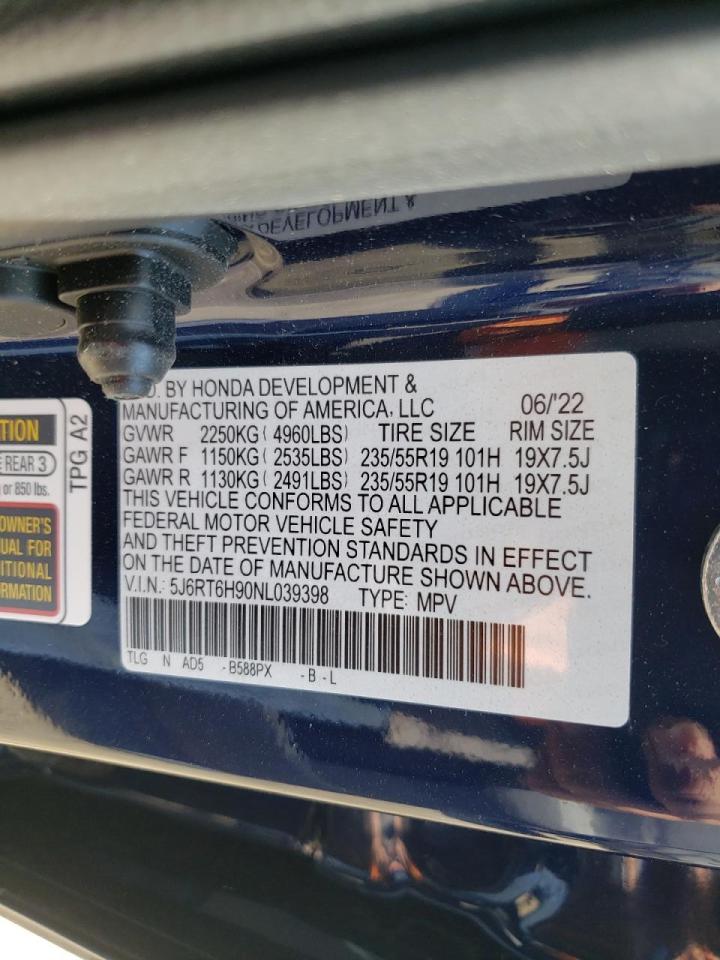 DEVELOPMENT &
BY HONDA DEVELOPMENT &
MANUFACTURING OF AMERICA, LLC 06/'22
GVWR 2250KG ( 4960LBS) TIRE SIZE RIM SIZE
GAWR F 1150KG ( 2535LBS) 235/55R19 101H 19X7.5J
GAWR R 1130KG ( 2491LBS) 235/55R19 101H 19X7.5J
THIS VEHICLE CONFORMS TO ALL APPLICABLE
FEDERAL MOTOR VEHICLE SAFETY
AND THEFT PREVENTION STANDARDS IN EFFECT
ON THE DATE OF MANUFACTURE SHOWN ABOVE.
V.I.N.: 5J6RT6H90NL039398 TYPE: MPV
TLG N AD5 -B588PX -B-L
TPG A2
REAR 3
or 850 lbs.
OWNER'S
FOR